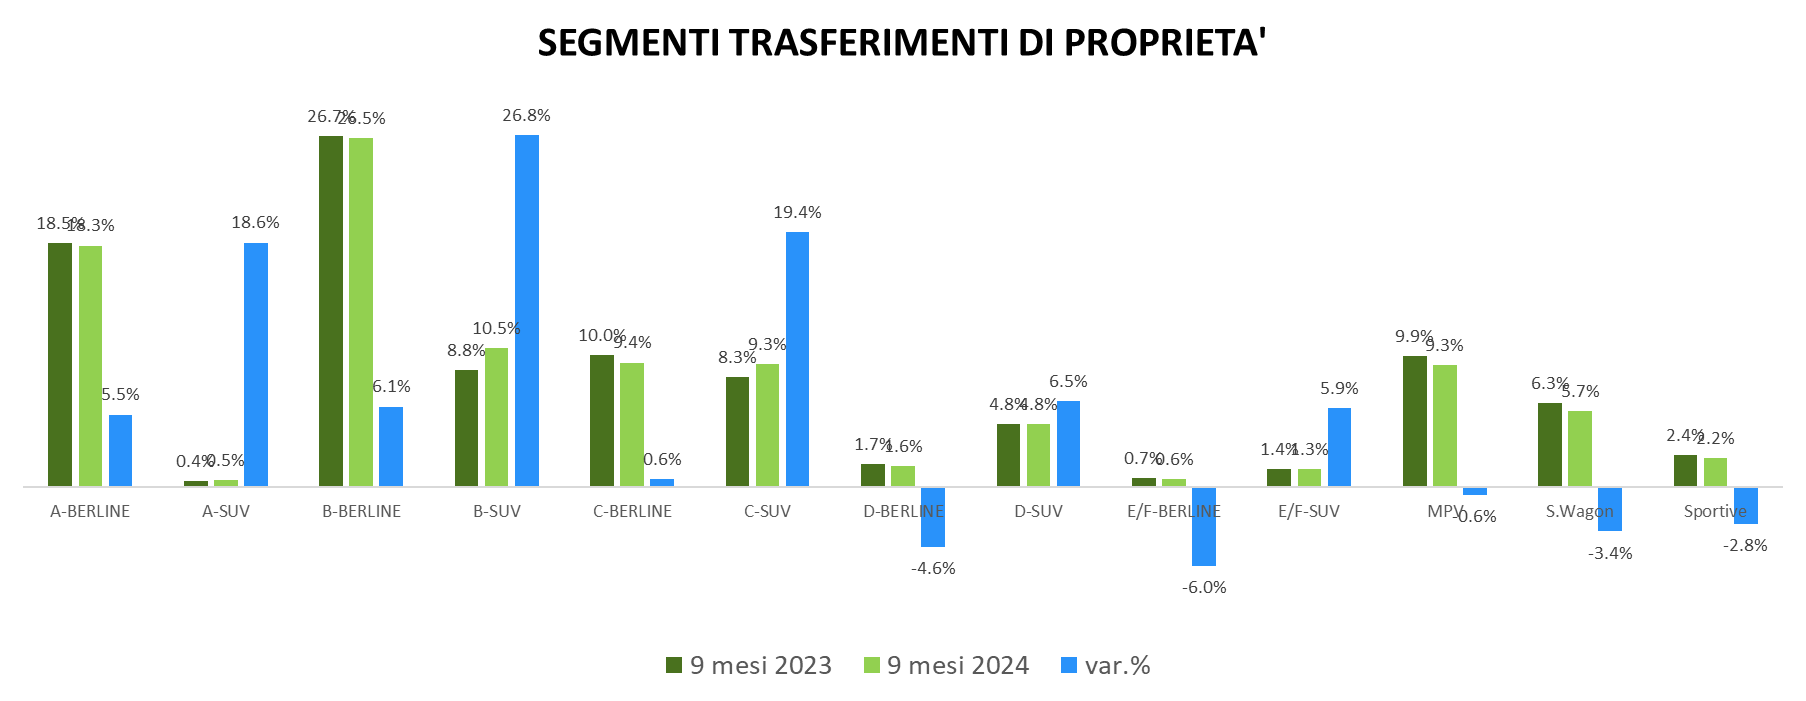 SEGMENTI TRASFERIMENTI DI PROPRIETA'
18.5% 18.3% 5.5%
0.4% 0.5% 18.6%
26.7% 26.5% 6.1%
8.8% 10.5% 26.8%
10.0% 9.4% 0.6%
8.3% 9.3% 19.4%
1.7% 1.6% -4.6%
4.8% 4.8% 6.5%
0.7% 0.6% -6.0%
1.4% 1.3% 5.9%
9.9% 9.3% -0.6%
6.3% 5.7% -3.4%
2.4% 2.2% -2.8%
A-BERLINE A-SUV B-BERLINE B-SUV C-BERLINE C-SUV D-BERLINE D-SUV E/F-BERLINE E/F-SUV MPV S.Wagon Sportive
9 mesi 2023 9 mesi 2024 var.%